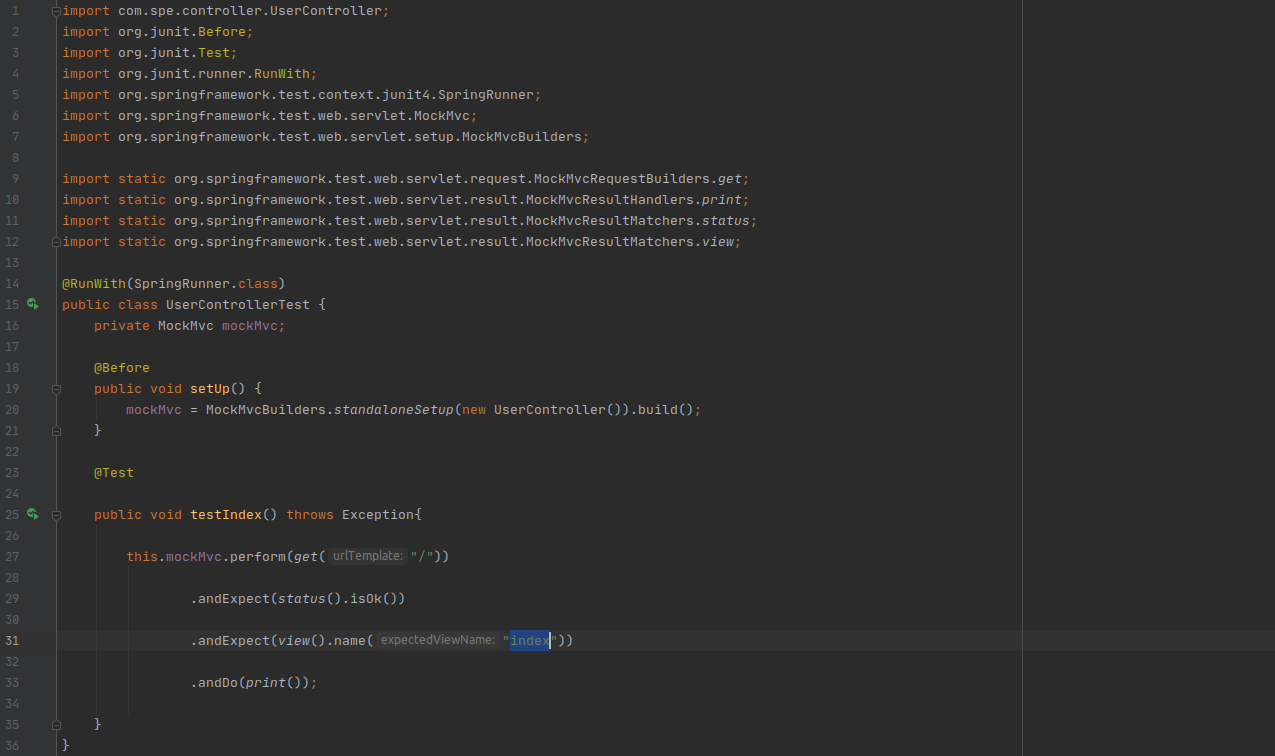 1 import com.spe.controller.UserController;
2 import org.junit.Before;
3 import org.junit.Test;
4 import org.junit.runner.RunWith;
5 import org.springframework.test.context.junit4.SpringRunner;
6 import org.springframework.test.web.servlet.MockMvc;
7 import org.springframework.test.web.servlet.setup.MockMvcBuilders;
8
9 import static org.springframework.test.web.servlet.request.MockMvcRequestBuilders.get;
10 import static org.springframework.test.web.servlet.result.MockMvcResultHandlers.print;
11 import static org.springframework.test.web.servlet.result.MockMvcResultMatchers.status;
12 import static org.springframework.test.web.servlet.result.MockMvcResultMatchers.view;
13
14 @RunWith(SpringRunner.class)
15 public class UserControllerTest {
16     private MockMvc mockMvc;
17
18     @Before
19     public void setUp() {
20         mockMvc = MockMvcBuilders.standaloneSetup(new UserController()).build();
21     }
22
23     @Test
24
25     public void testIndex() throws Exception{
26
27         this.mockMvc.perform(get( urlTemplate: "/"))
28
29                 .andExpect(status().isOk())
30
31                 .andExpect(view().name( expectedViewName: "index"))
32
33                 .andDo(print());
34
35     }
36 }